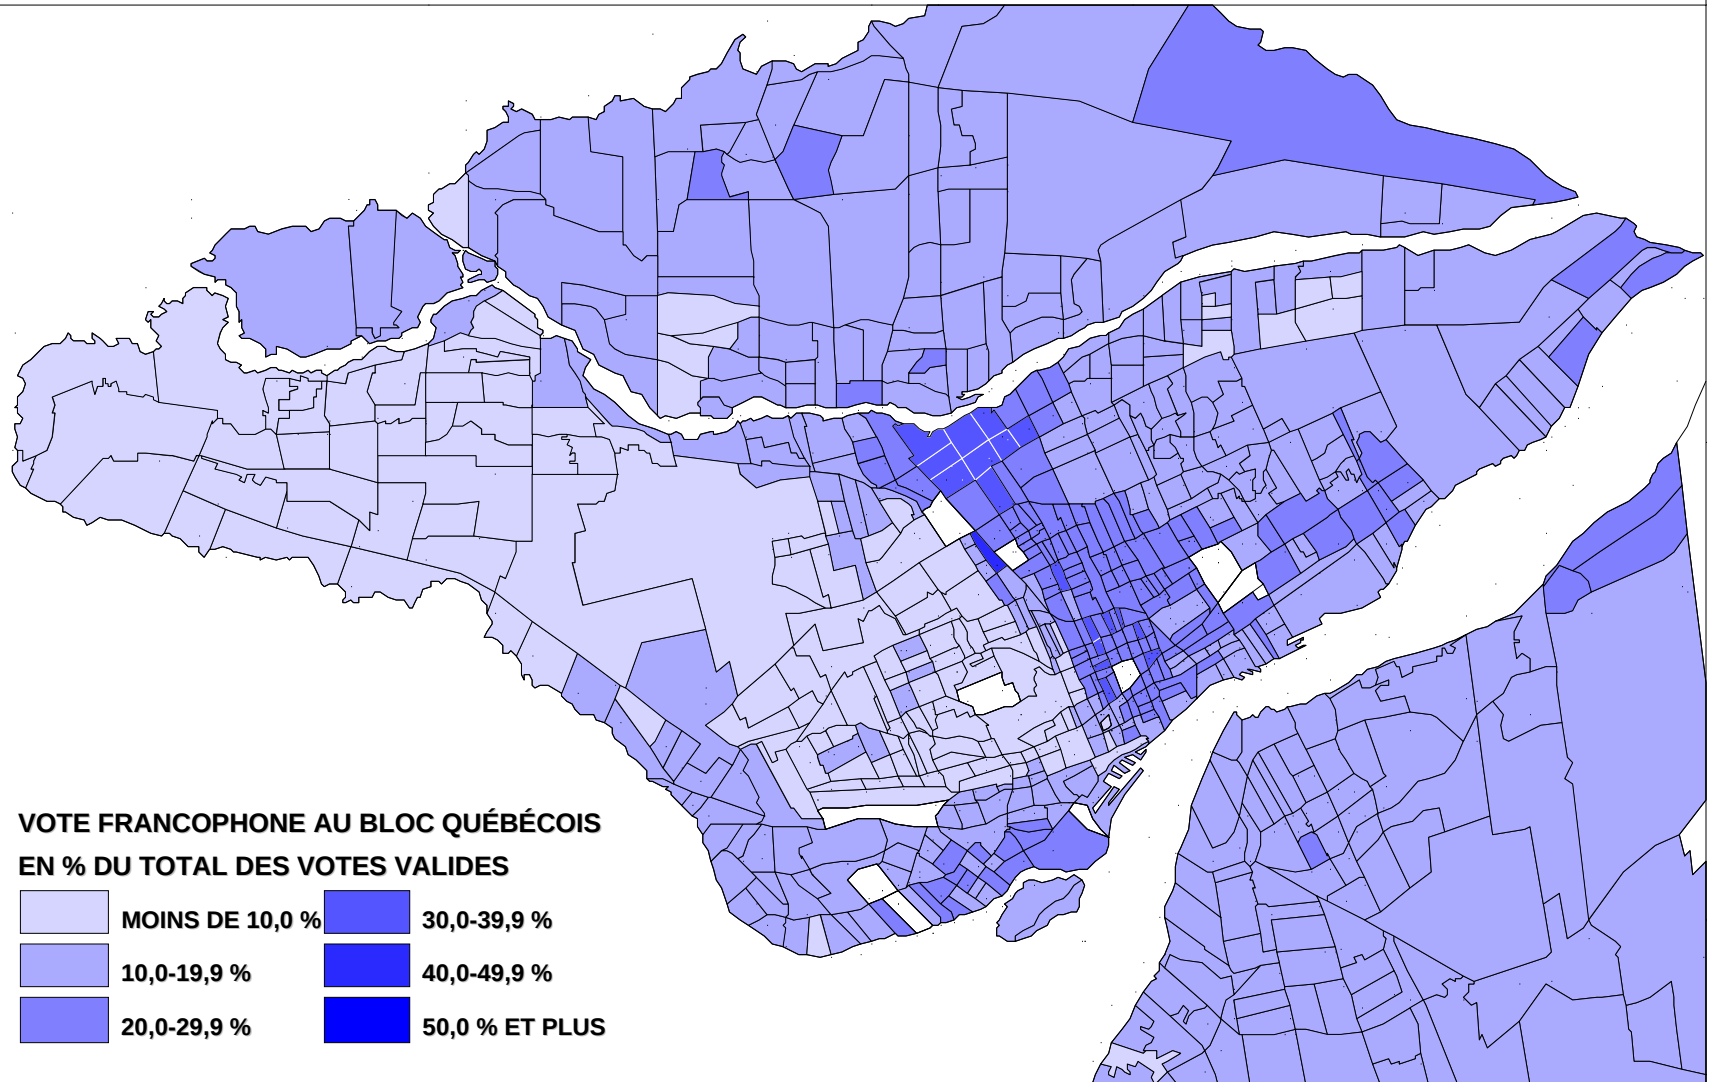 VOTE FRANCOPHONE AU BLOC QUÉBÉCOIS
EN % DU TOTAL DES VOTES VALIDES
MOINS DE 10,0 %
10,0-19,9 %
20,0-29,9 %
30,0-39,9 %
40,0-49,9 %
50,0 % ET PLUS